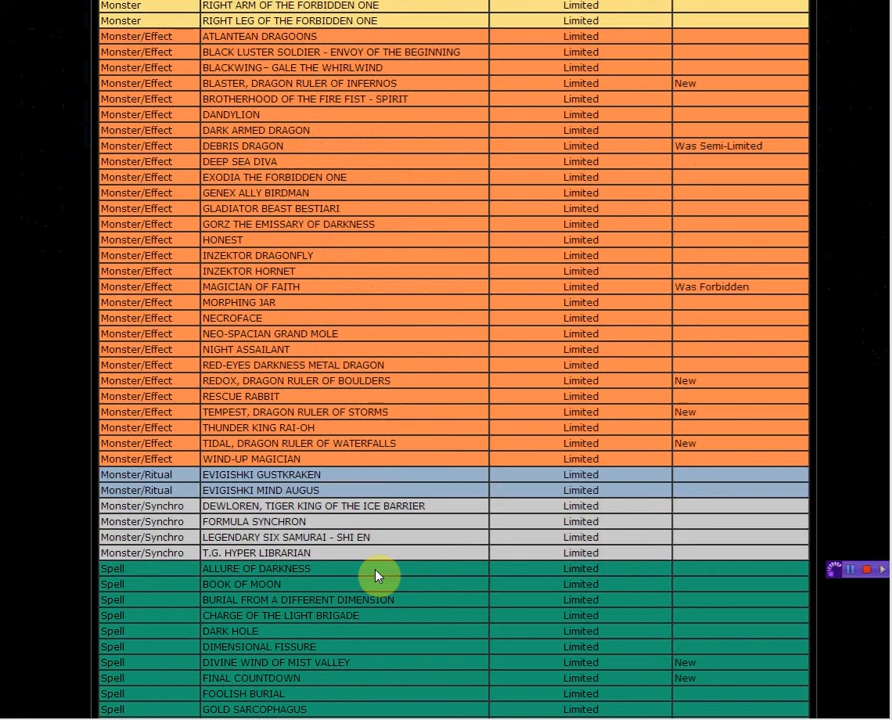 Monster RIGHT ARM OF THE FORBIDDEN ONE Limited
Monster RIGHT LEG OF THE FORBIDDEN ONE Limited
Monster/Effect ATLANTEAN DRAGOONS Limited
Monster/Effect BLACK LUSTER SOLDIER - ENVOY OF THE BEGINNING Limited
Monster/Effect BLACKWING– GALE THE WHIRLWIND Limited
Monster/Effect BLASTER, DRAGON RULER OF INFERNOS Limited New
Monster/Effect BROTHERHOOD OF THE FIRE FIST - SPIRIT Limited
Monster/Effect DANDYLION Limited
Monster/Effect DARK ARMED DRAGON Limited
Monster/Effect DEBRIS DRAGON Limited Was Semi-Limited
Monster/Effect DEEP SEA DIVA Limited
Monster/Effect EXODIA THE FORBIDDEN ONE Limited
Monster/Effect GENEX ALLY BIRDMAN Limited
Monster/Effect GLADIATOR BEAST BESTIARI Limited
Monster/Effect GORZ THE EMISSARY OF DARKNESS Limited
Monster/Effect HONEST Limited
Monster/Effect INZEKTOR DRAGONFLY Limited
Monster/Effect INZEKTOR HORNET Limited
Monster/Effect MAGICIAN OF FAITH Limited Was Forbidden
Monster/Effect MORPHING JAR Limited
Monster/Effect NECROFACE Limited
Monster/Effect NEO-SPACIAN GRAND MOLE Limited
Monster/Effect NIGHT ASSAILANT Limited
Monster/Effect RED-EYES DARKNESS METAL DRAGON Limited
Monster/Effect REDOX, DRAGON RULER OF BOULDERS Limited New
Monster/Effect RESCUE RABBIT Limited
Monster/Effect TEMPEST, DRAGON RULER OF STORMS Limited New
Monster/Effect THUNDER KING RAI-OH Limited
Monster/Effect TIDAL, DRAGON RULER OF WATERFALLS Limited New
Monster/Effect WIND-UP MAGICIAN Limited
Monster/Ritual EVIGISHKI GUSTKRAKEN Limited
Monster/Ritual EVIGISHKI MIND AUGUS Limited
Monster/Synchro DEWLOREN, TIGER KING OF THE ICE BARRIER Limited
Monster/Synchro FORMULA SYNCHRON Limited
Monster/Synchro LEGENDARY SIX SAMURAI - SHI EN Limited
Monster/Synchro T.G. HYPER LIBRARIAN Limited
Spell ALLURE OF DARKNESS Limited
Spell BOOK OF MOON Limited
Spell BURIAL FROM A DIFFERENT DIMENSION Limited
Spell CHARGE OF THE LIGHT BRIGADE Limited
Spell DARK HOLE Limited
Spell DIMENSIONAL FISSURE Limited
Spell DIVINE WIND OF MIST VALLEY Limited New
Spell FINAL COUNTDOWN Limited New
Spell FOOLISH BURIAL Limited
Spell GOLD SARCOPHAGUS Limited